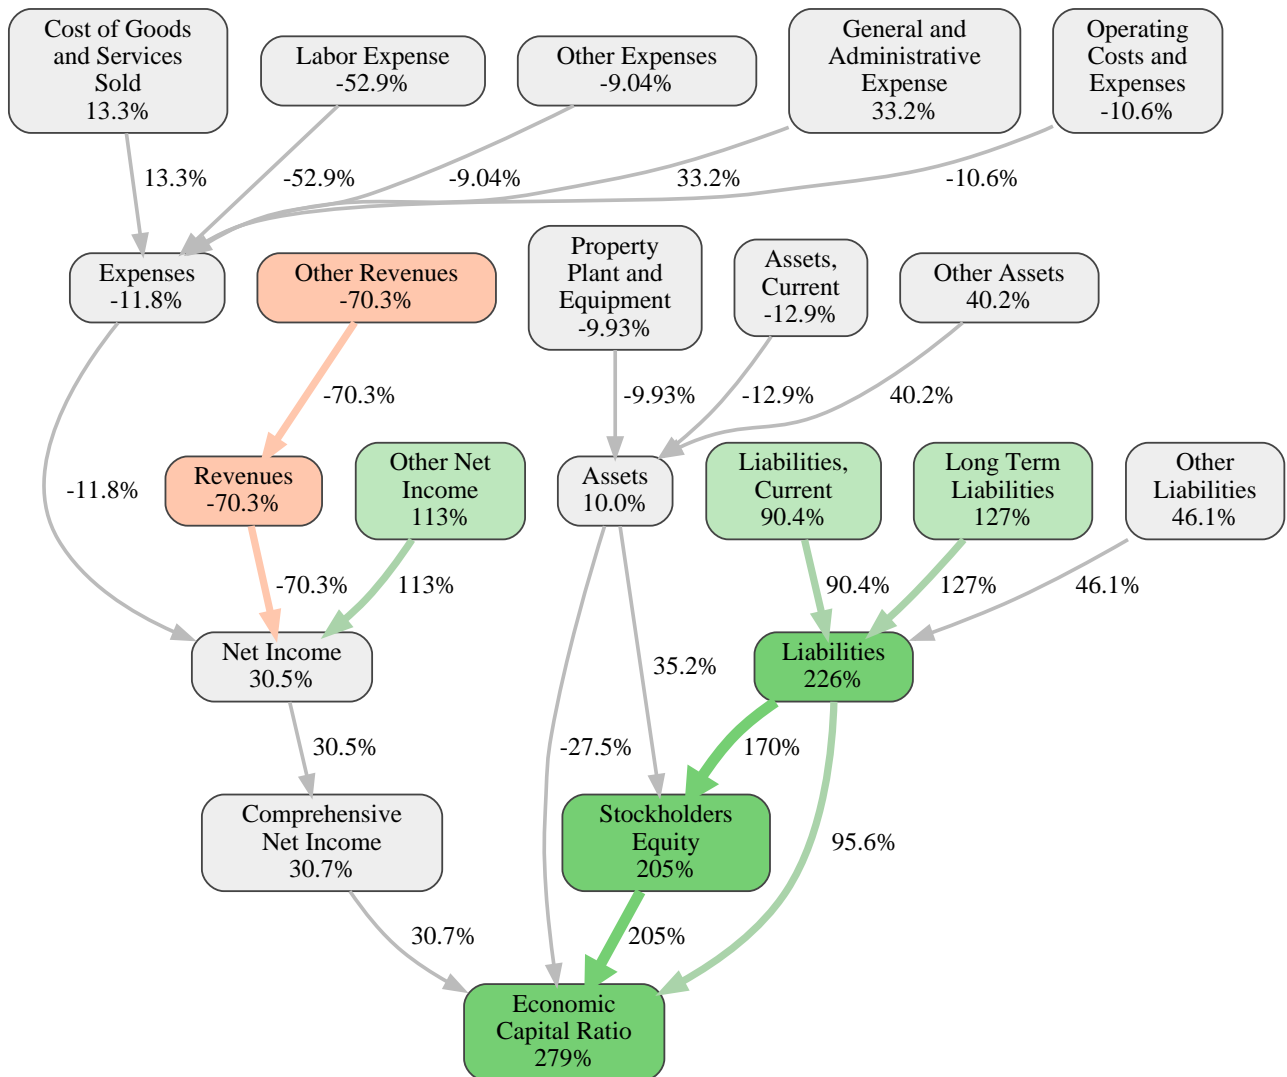 Cost of Goods
and Services
Sold
13.3%
Labor Expense
-52.9%
Other Expenses
-9.04%
General and
Administrative
Expense
33.2%
Operating
Costs and
Expenses
-10.6%
13.3%
-52.9%
-9.04%
33.2%
-10.6%
Expenses
-11.8%
Other Revenues
-70.3%
Property
Plant and
Equipment
-9.93%
Assets,
Current
-12.9%
Other Assets
40.2%
-70.3%
-9.93%
-12.9%
40.2%
-11.8%
Revenues
-70.3%
Other Net
Income
113%
Assets
10.0%
Liabilities,
Current
90.4%
Long Term
Liabilities
127%
Other
Liabilities
46.1%
-70.3%
113%
90.4%
127%
46.1%
Net Income
30.5%
35.2%
Liabilities
226%
30.5%
-27.5%
170%
Comprehensive
Net Income
30.7%
Stockholders
Equity
205%
95.6%
30.7%
205%
Economic
Capital Ratio
279%